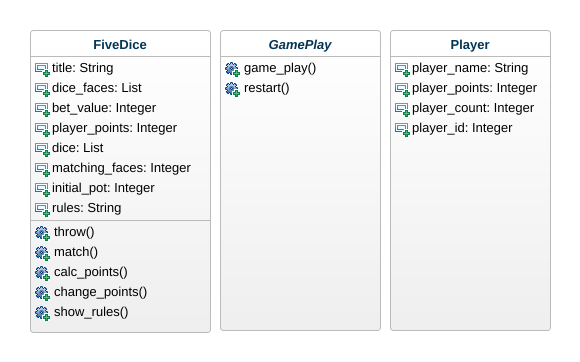 FiveDice
title: String
dice_faces: List
bet_value: Integer
player_points: Integer
dice: List
matching_faces: Integer
initial_pot: Integer
rules: String
throw()
match()
calc_points()
change_points()
show_rules()
GamePlay
game_play()
restart()
Player
player_name: String
player_points: Integer
player_count: Integer
player_id: Integer